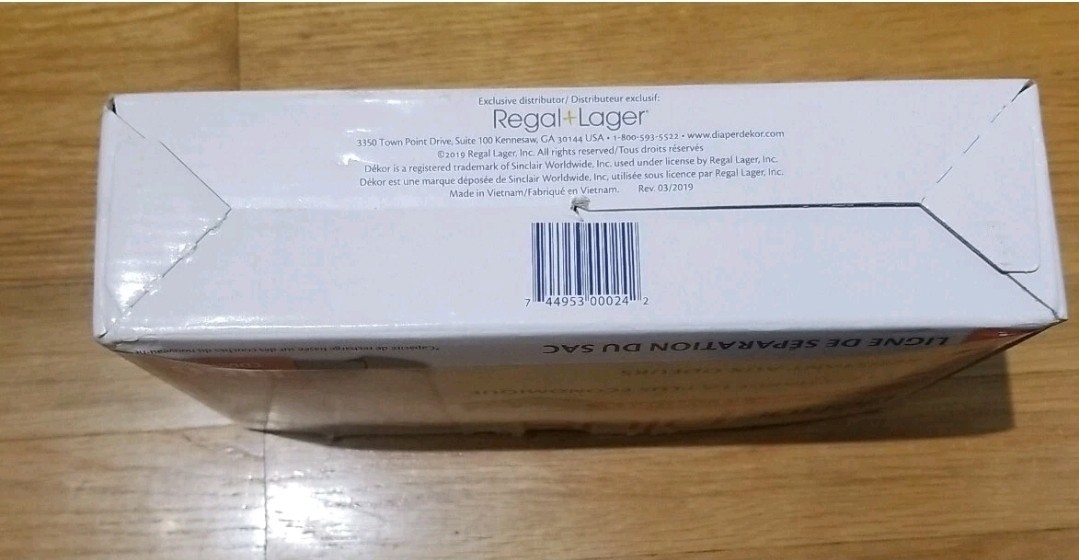 Exclusive distributor/ Distributeur exclusif:
Regal+Lager
3350 Town Point Drive, Suite 100 Kennesaw, GA 30144 USA • 1-800-593-5522 • www.diaperdekor.com
©2019 Regal Lager, Inc. All rights reserved/Tous droits réservés
Dékor is a registered trademark of Sinclair Worldwide, Inc. used under license by Regal Lager, Inc.
Dékor est une marque déposée de Sinclair Worldwide, Inc, utilisée sous licence par Regal Lager, Inc.
Made in Vietnam/Fabriqué en Vietnam. Rev. 03/2019
7 44953 00024 2
LIGNE DE SÉPARATION DU SAC
AUX ODEURS
PLUS ÉCONOMIQUE